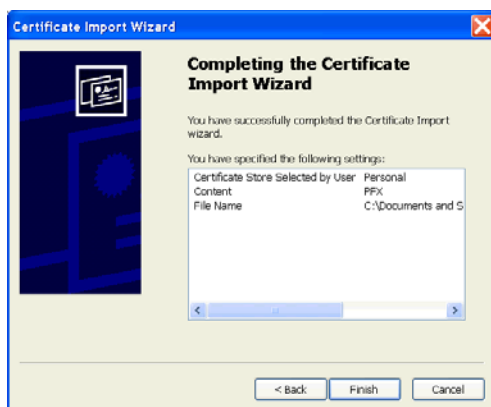 Certificate Import Wizard
Completing the Certificate
Import Wizard
You have successfully completed the Certificate Import
wizard.
You have specified the following settings:
Certificate Store Selected by User Personal
Content PFX
File Name C:\Documents and S
< Back Finish Cancel